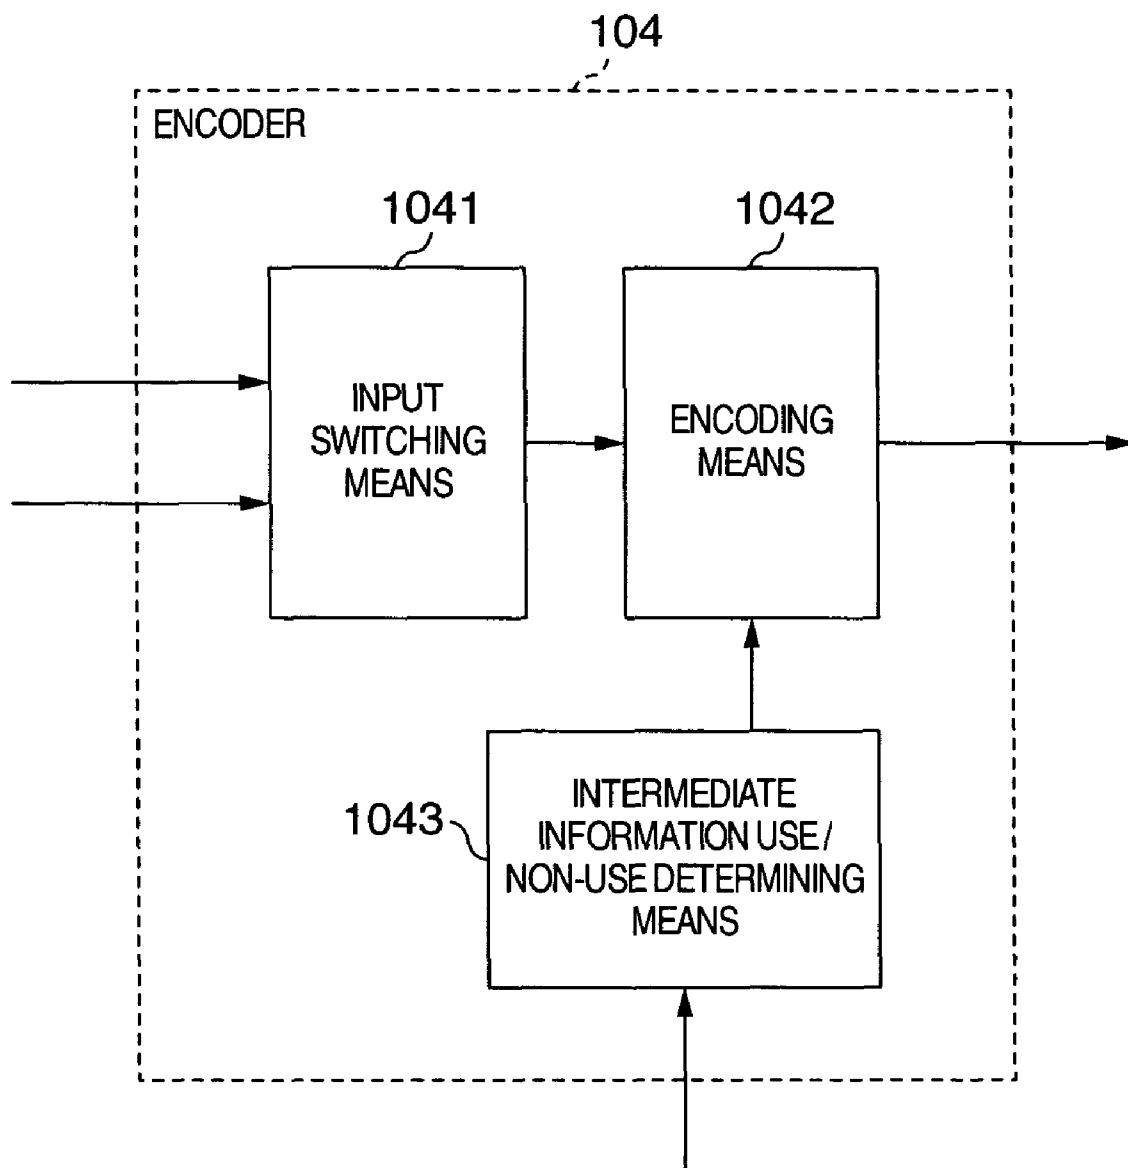 104
ENCODER
1041
1042
INPUT
SWITCHING
MEANS
ENCODING
MEANS
1043
INTERMEDIATE
INFORMATION USE /
NON-USE DETERMINING
MEANS